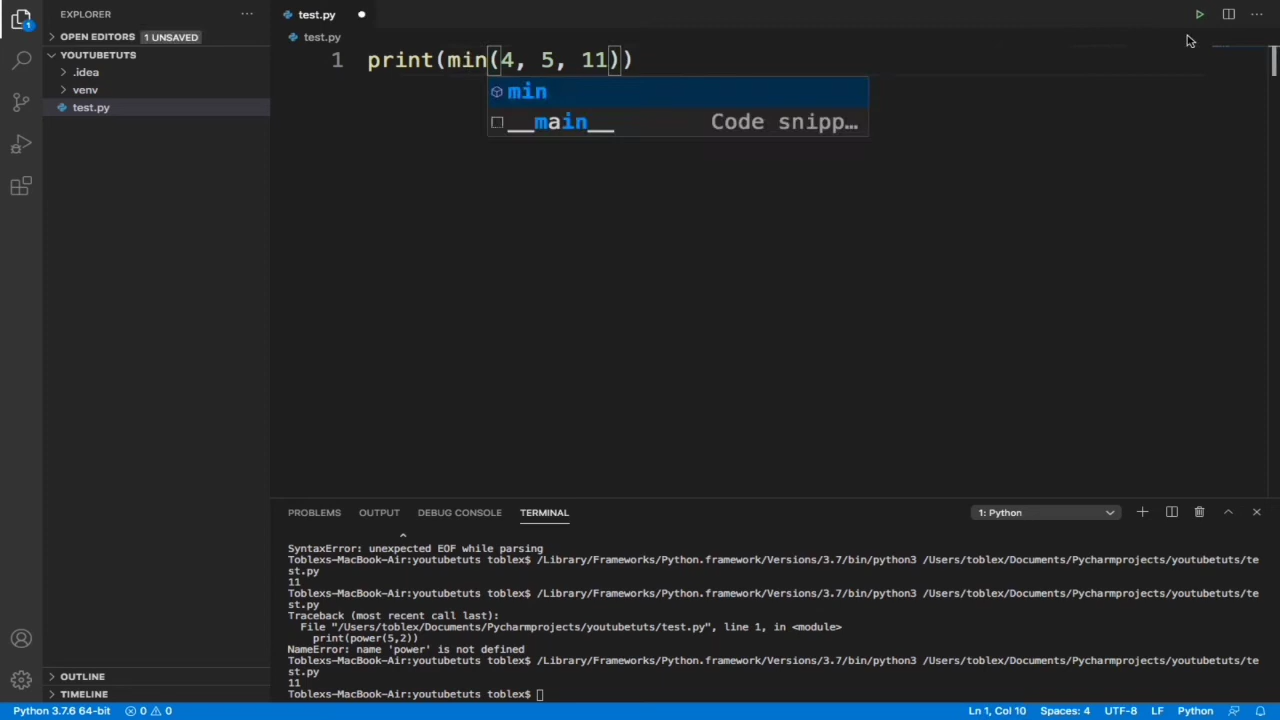 EXPLORER
OPEN EDITORS 1 UNSAVED
YOUTUBETUTS
.idea
venv
test.py
1
test.py
test.py
1 print(min(4, 5, 11))
min
__main__ Code snipp…
PROBLEMS OUTPUT DEBUG CONSOLE TERMINAL
1: Python
^
SyntaxError: unexpected EOF while parsing
Toblexs-MacBook-Air:youtubetuts toblex$ /Library/Frameworks/Python.framework/Versions/3.7/bin/python3 /Users/toblex/Documents/Pycharmprojects/youtubetuts/te
st.py
11
Toblexs-MacBook-Air:youtubetuts toblex$ /Library/Frameworks/Python.framework/Versions/3.7/bin/python3 /Users/toblex/Documents/Pycharmprojects/youtubetuts/te
st.py
Traceback (most recent call last):
File "/Users/toblex/Documents/Pycharmprojects/youtubetuts/test.py", line 1, in <module>
print(power(5,2))
NameError: name 'power' is not defined
Toblexs-MacBook-Air:youtubetuts toblex$ /Library/Frameworks/Python.framework/Versions/3.7/bin/python3 /Users/toblex/Documents/Pycharmprojects/youtubetuts/te
st.py
11
Toblexs-MacBook-Air:youtubetuts toblex$
OUTLINE
TIMELINE
Python 3.7.6 64-bit 0 0 Ln 1, Col 10 Spaces: 4 UTF-8 LF Python